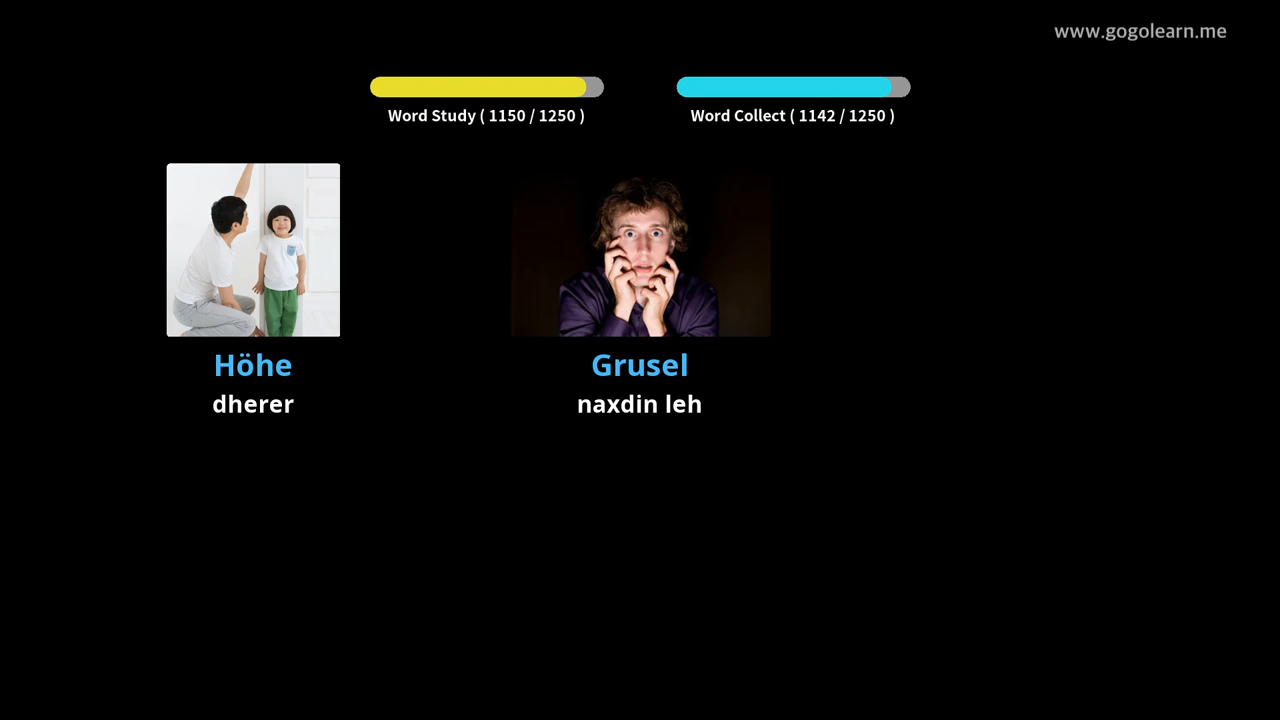 www.gogolearn.me
Word Study ( 1150 / 1250 )
Word Collect ( 1142 / 1250 )
Höhe
dherer
Grusel
naxdin leh